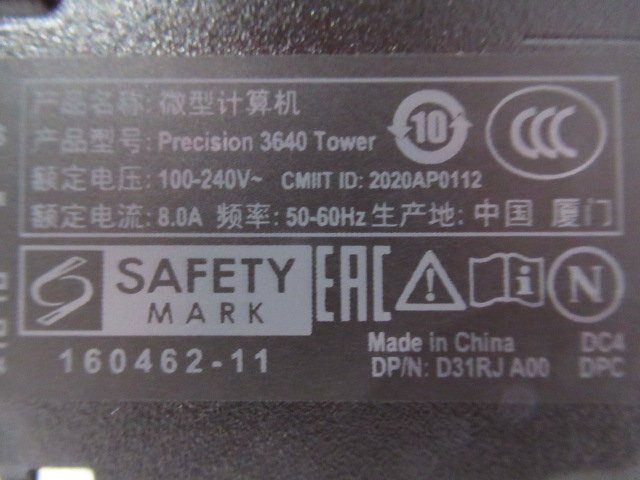 产品名称: 微型计算机
产品型号: Precision 3640 Tower
10
CCC
额定电压: 100-240V~ CMIIT ID: 2020AP0112
额定电流: 8.0A 频率: 50-60Hz 生产地: 中国 厦门
SAFETY
MARK
160462-11
EAC
i
N
Made in China DC4
DP/N: D31RJ A00 DPC